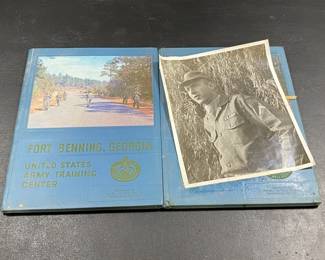 FORT BENNING, GEORGIA
UNITED STATES
ARMY TRAINING
CENTER